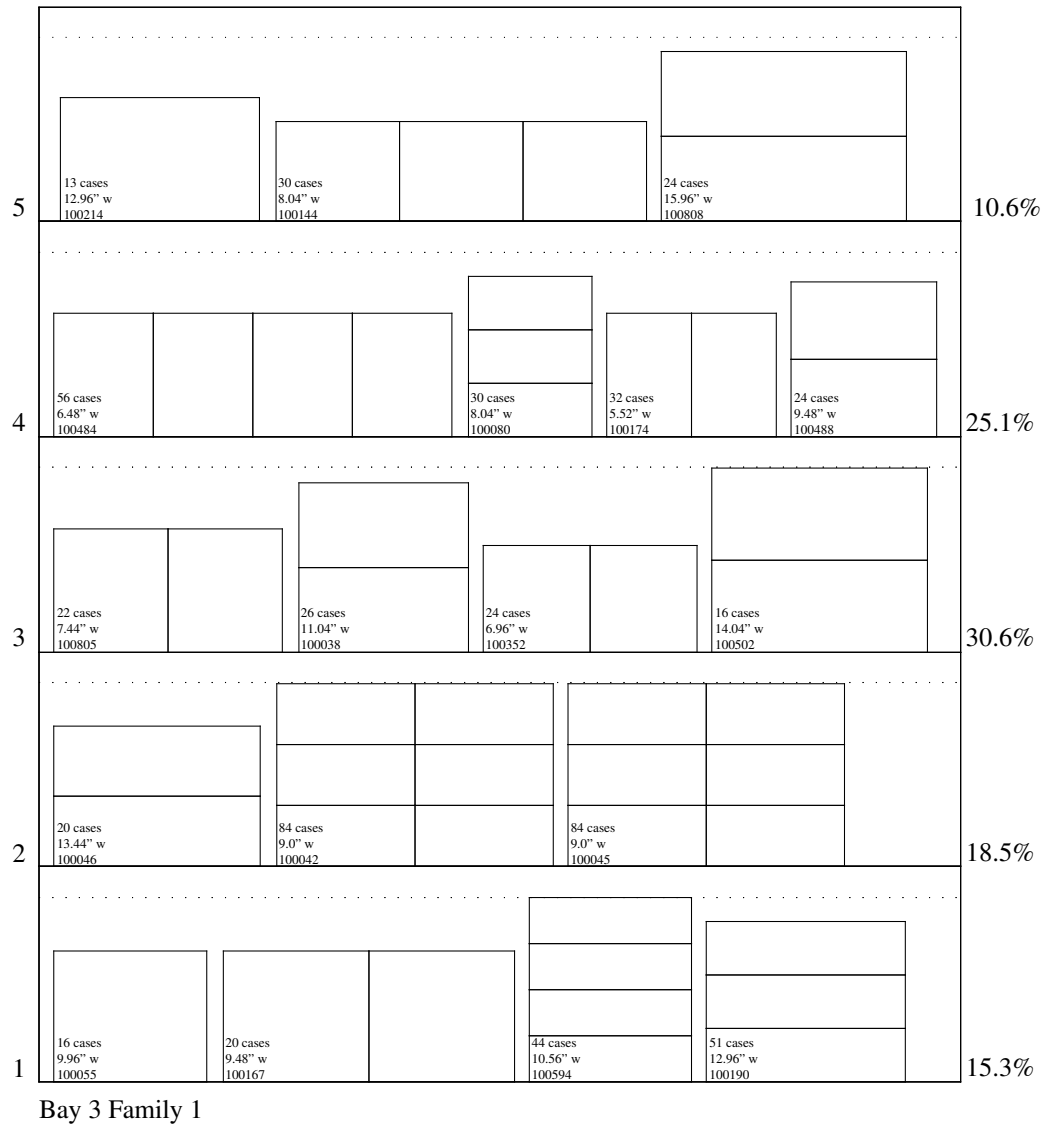 13 cases
12.96” w
100214
30 cases
8.04” w
100144
24 cases
15.96” w
100808
5
10.6%
56 cases
6.48” w
100484
30 cases
8.04” w
100080
32 cases
5.52” w
100174
24 cases
9.48” w
100488
4
25.1%
22 cases
7.44” w
100805
26 cases
11.04” w
100038
24 cases
6.96” w
100352
16 cases
14.04” w
100502
3
30.6%
20 cases
13.44” w
100046
84 cases
9.0” w
100042
84 cases
9.0” w
100045
2
18.5%
16 cases
9.96” w
100055
20 cases
9.48” w
100167
44 cases
10.56” w
100594
51 cases
12.96” w
100190
1
15.3%
Bay 3 Family 1